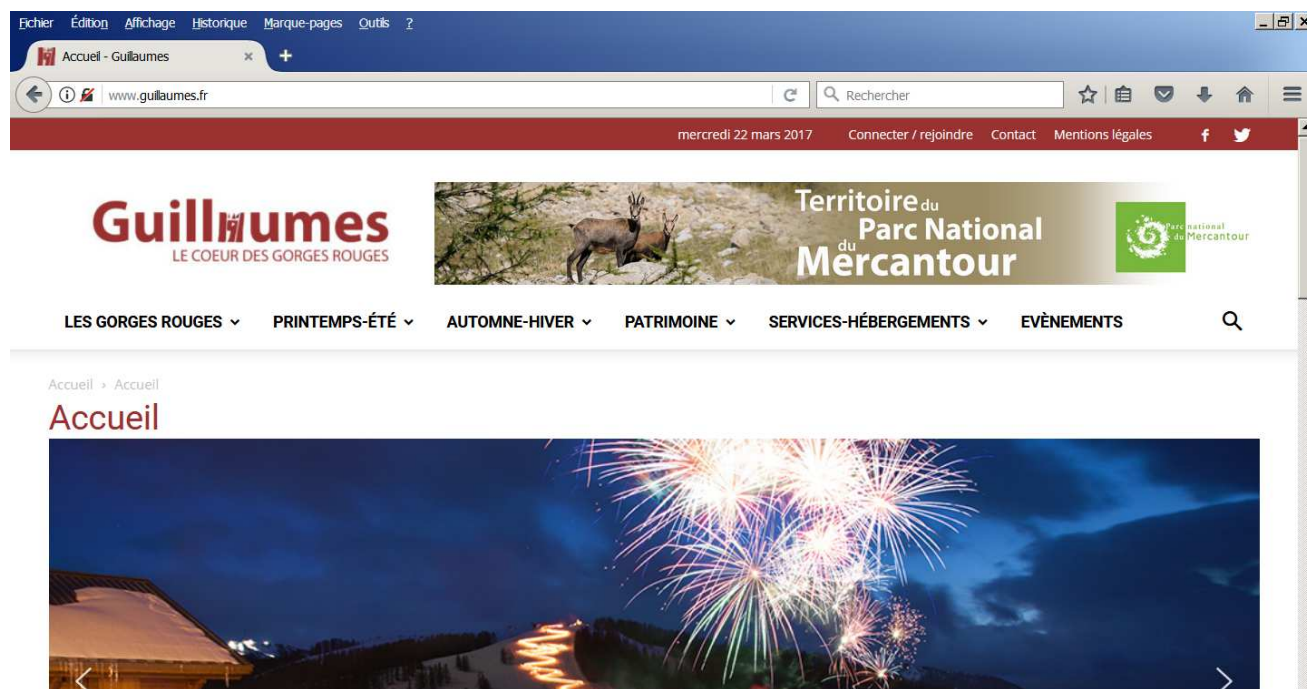 Fichier Édition Affichage Historique Marque-pages Outils ?
Accueil - Guillaumes
www.guillaumes.fr Rechercher
mercredi 22 mars 2017 Connecter / rejoindre Contact Mentions légales
Guillaumes
LE COEUR DES GORGES ROUGES
Territoire du
Parc National
du Mercantour
Parc national
du Mercantour
LES GORGES ROUGES PRINTEMPS-ÉTÉ AUTOMNE-HIVER PATRIMOINE SERVICES-HÉBERGEMENTS EVÈNEMENTS
Accueil › Accueil
Accueil